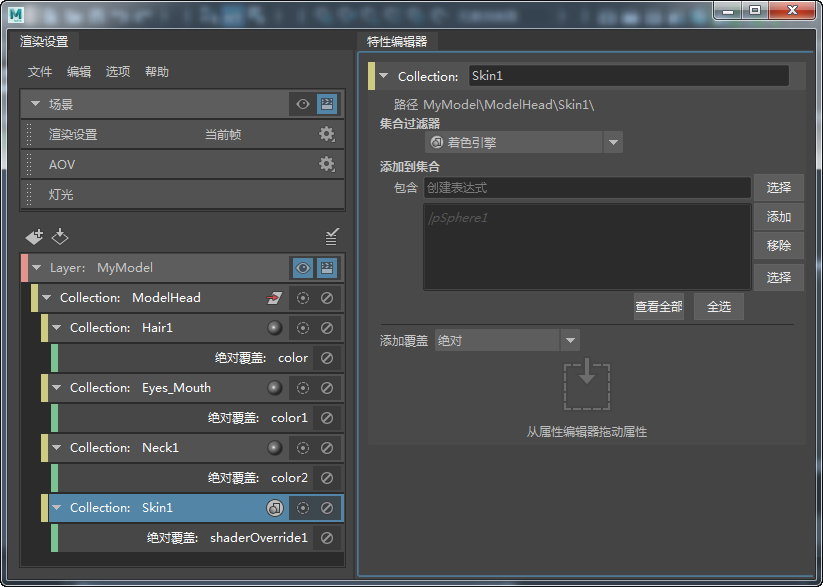 渲染设置
文件 编辑 选项 帮助
场景
渲染设置 当前帧
AOV
灯光
Layer: MyModel
Collection: ModelHead
Collection: Hair1
绝对覆盖: color
Collection: Eyes_Mouth
绝对覆盖: color1
Collection: Neck1
绝对覆盖: color2
Collection: Skin1
绝对覆盖: shaderOverride1
特性编辑器
Collection: Skin1
路径 MyModel\ModelHead\Skin1\
集合过滤器
着色引擎
添加到集合
包含 创建表达式 选择
|pSphere1 添加
移除
选择
查看全部 全选
添加覆盖 绝对
从属性编辑器拖动属性